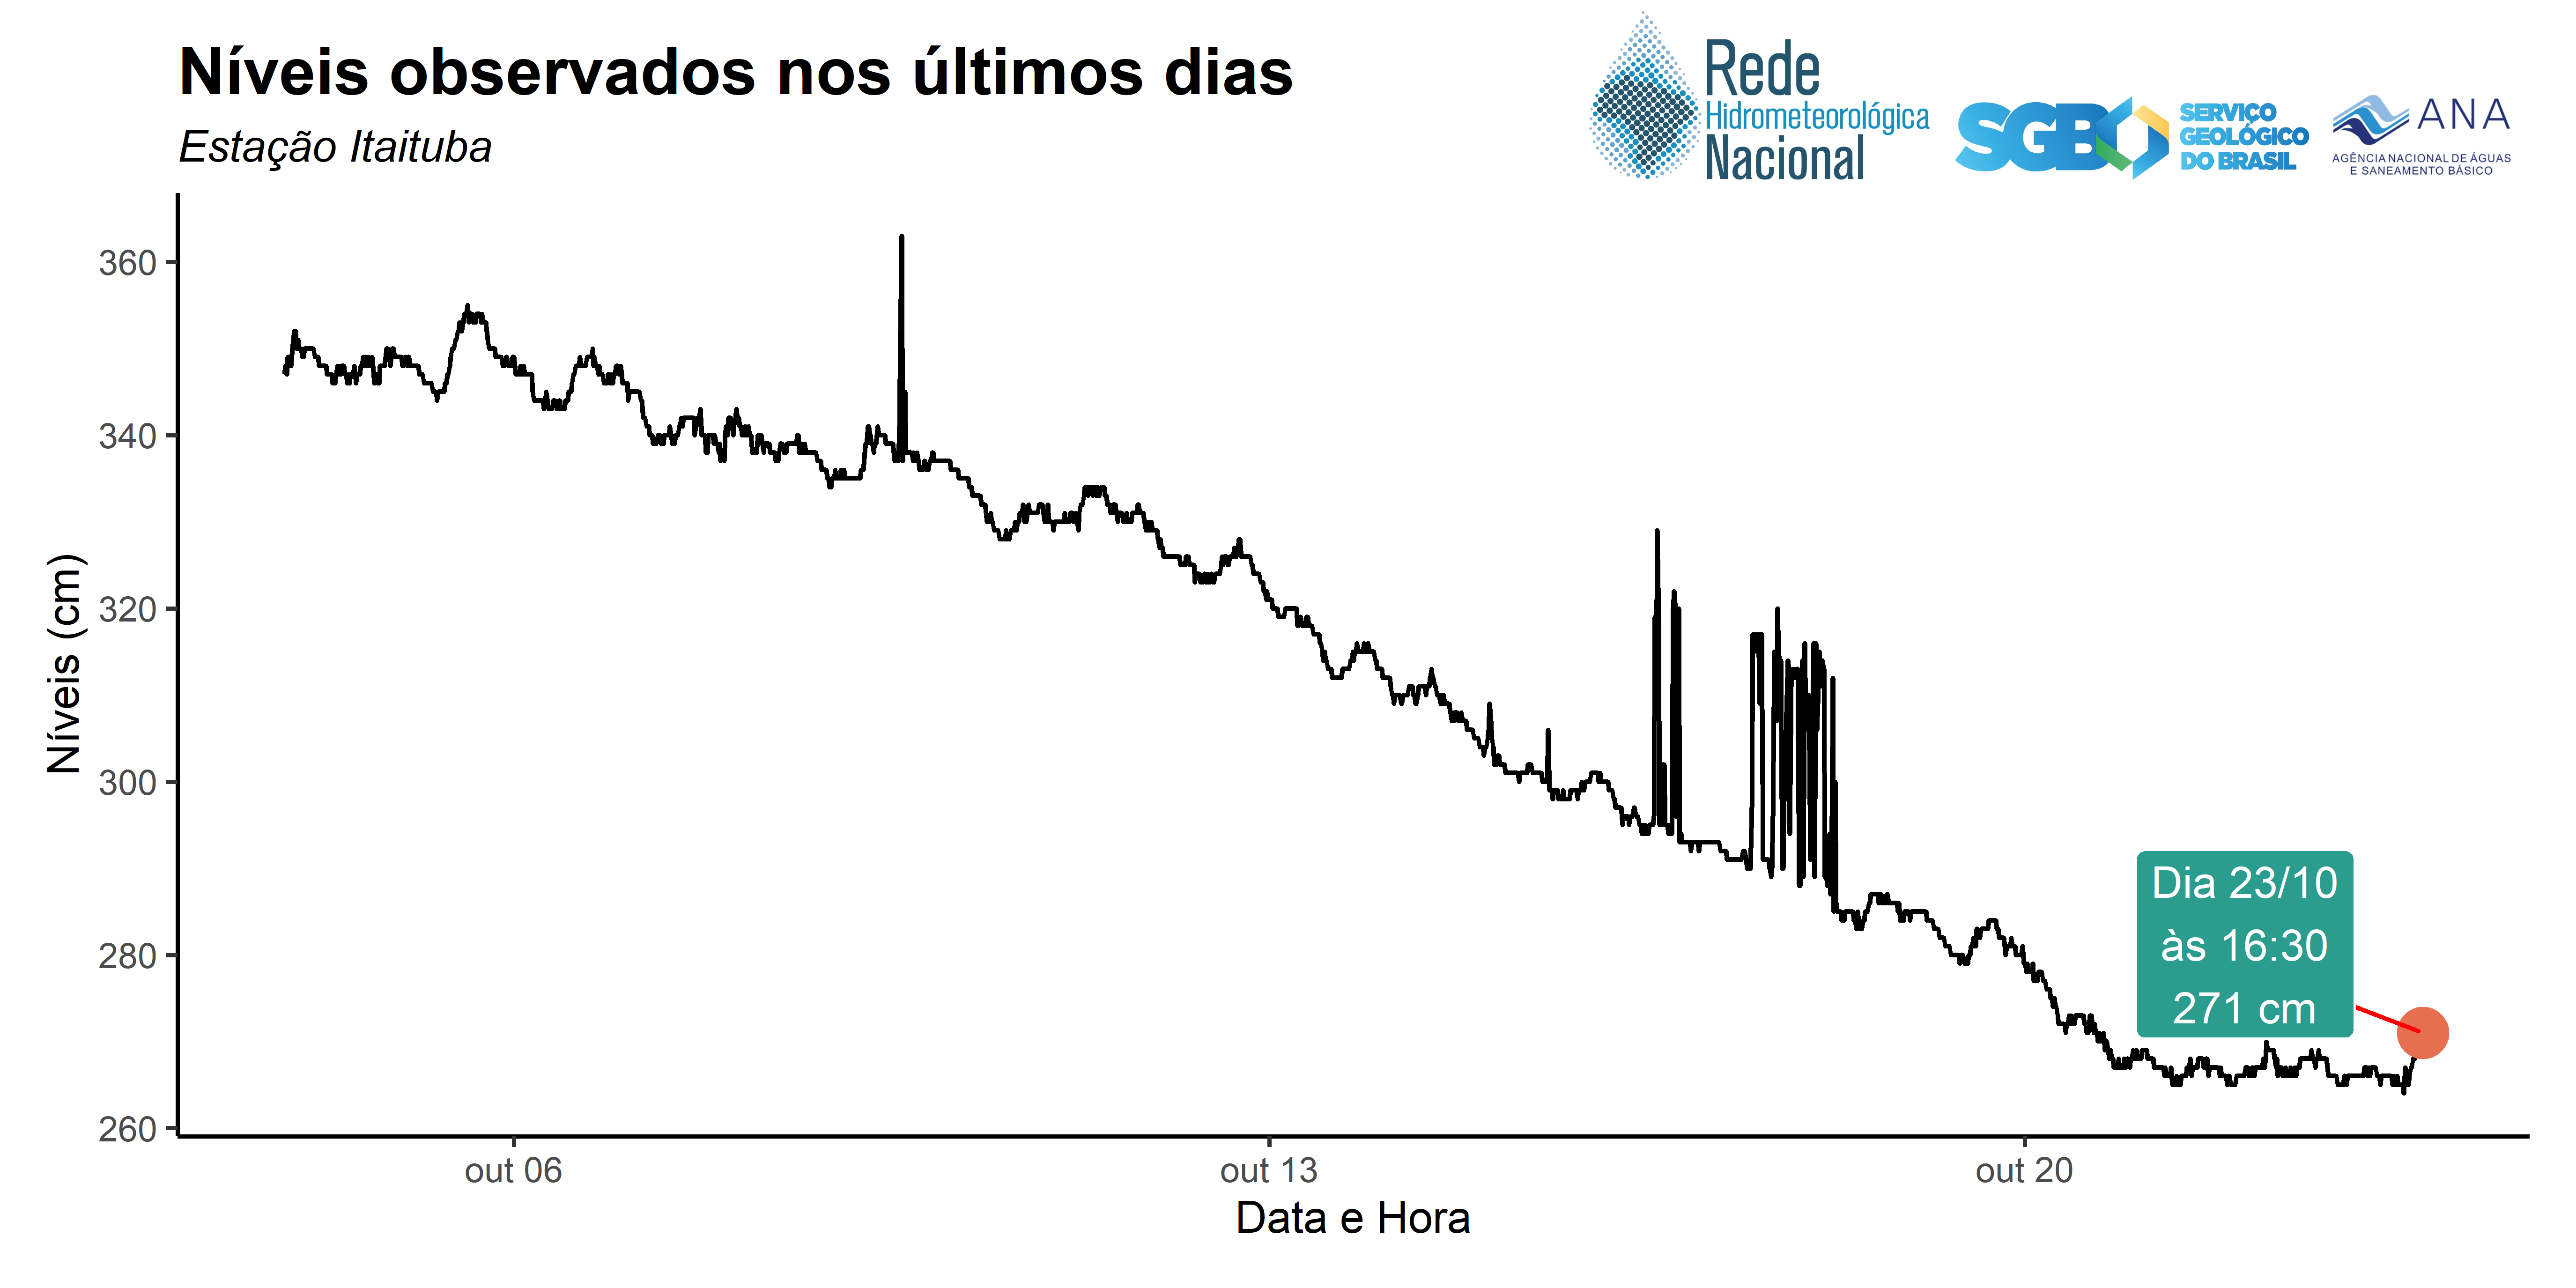 Níveis observados nos últimos dias
Estação Itaituba
Rede
Hidrometeorológica
Nacional
SGB
SERVIÇO
GEOLÓGICO
DO BRASIL
ANA
AGÊNCIA NACIONAL DE ÁGUAS
E SANEAMENTO BÁSICO
Níveis (cm)
360
340
320
300
280
260
Dia 23/10
às 16:30
271 cm
out 06
out 13
out 20
Data e Hora